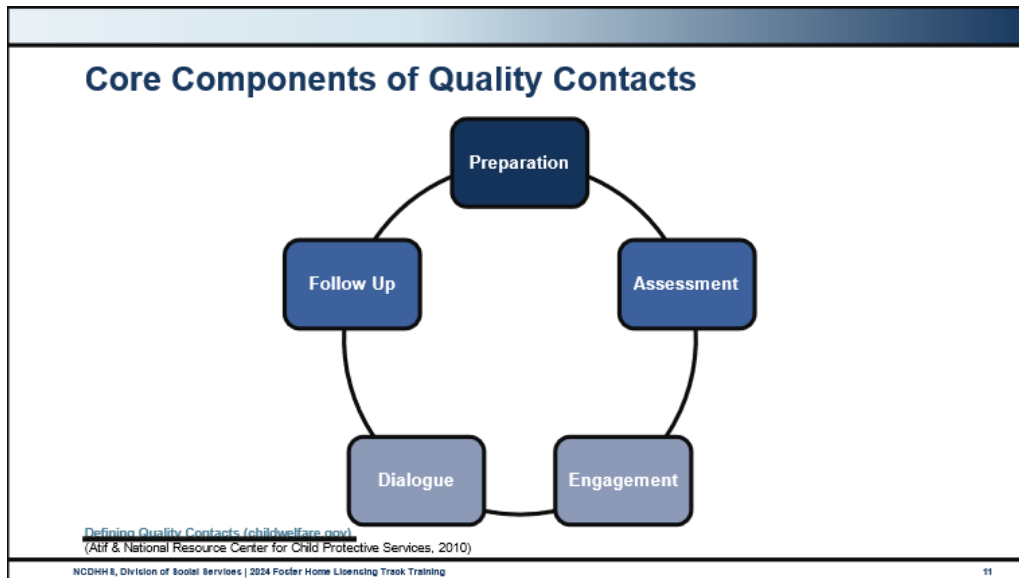 Core Components of Quality Contacts
Preparation
Follow Up
Assessment
Dialogue
Engagement
Defining Quality Contacts (childwelfare.gov)
(Atif & National Resource Center for Child Protective Services, 2010)
NCDHHS, Division of Social Services | 2024 Foster Home Licensing Track Training
11